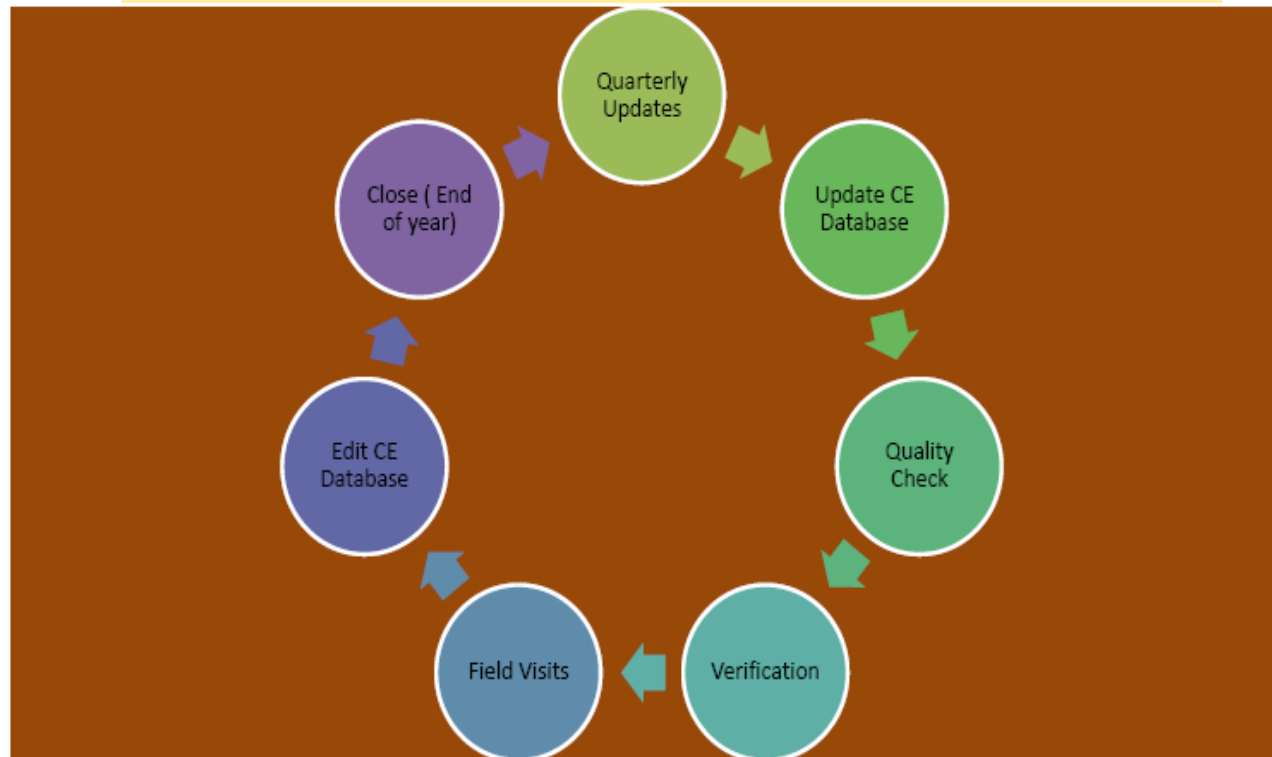 Quarterly
Updates
Update CE
Database
Quality
Check
Verification
Field Visits
Edit CE
Database
Close ( End
of year)